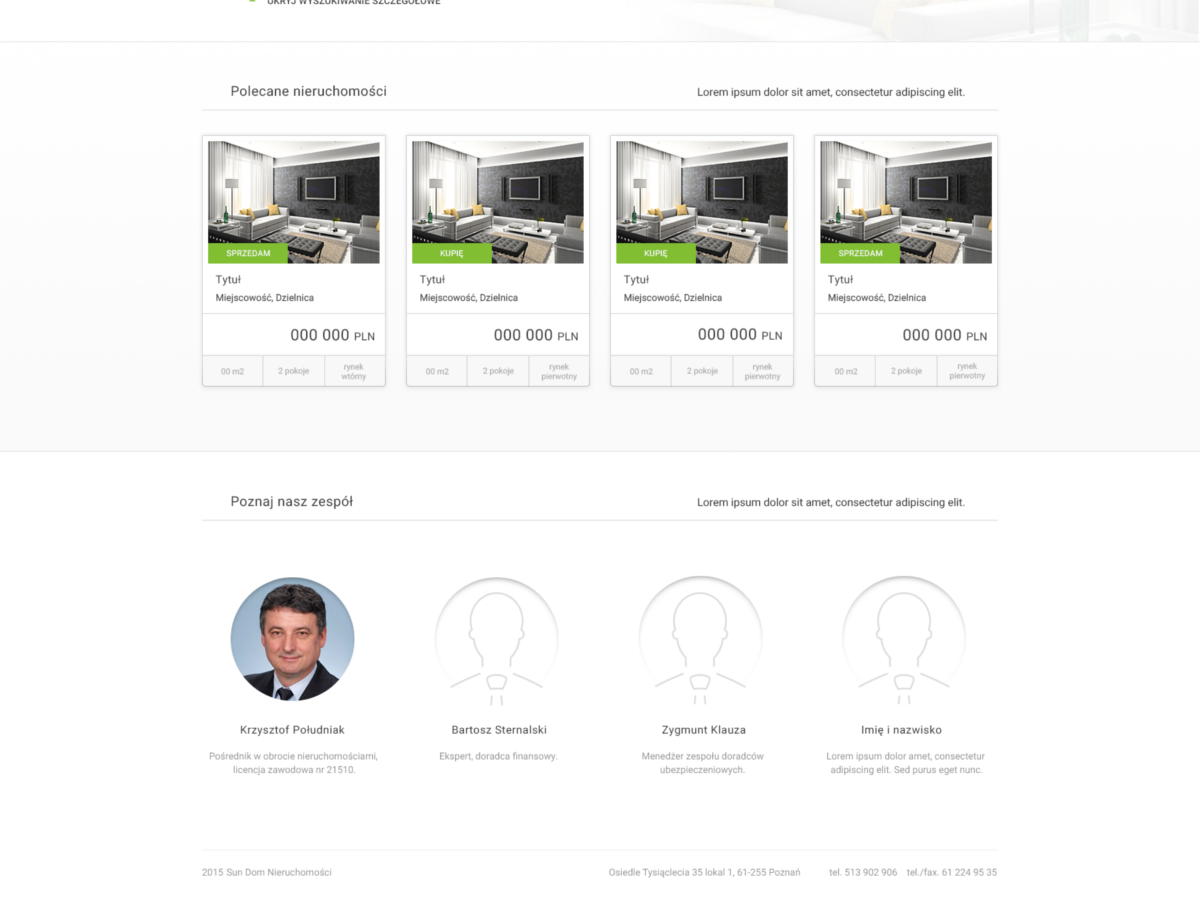 UKRYJ WYSZUKIWANIE SZCZEGÓŁOWE
Polecane nieruchomości
Lorem ipsum dolor sit amet, consectetur adipiscing elit.
SPRZEDAM
Tytuł
Miejscowość, Dzielnica
000 000 PLN
00 m2
2 pokoje
rynek
wtórny
KUPIĘ
Tytuł
Miejscowość, Dzielnica
000 000 PLN
00 m2
2 pokoje
rynek
pierwotny
KUPIĘ
Tytuł
Miejscowość, Dzielnica
000 000 PLN
00 m2
2 pokoje
rynek
pierwotny
SPRZEDAM
Tytuł
Miejscowość, Dzielnica
000 000 PLN
00 m2
2 pokoje
rynek
pierwotny
Poznaj nasz zespół
Lorem ipsum dolor sit amet, consectetur adipiscing elit.
Krzysztof Południak
Pośrednik w obrocie nieruchomościami,
licencja zawodowa nr 21510.
Bartosz Sternalski
Ekspert, doradca finansowy.
Zygmunt Klauza
Menedżer zespołu doradców
ubezpieczeniowych.
Imię i nazwisko
Lorem ipsum dolor amet, consectetur
adipiscing elit. Sed purus eget nunc.
2015 Sun Dom Nieruchomości
Osiedle Tysiąclecia 35 lokal 1, 61-255 Poznań
tel. 513 902 906
tel./fax. 61 224 95 35